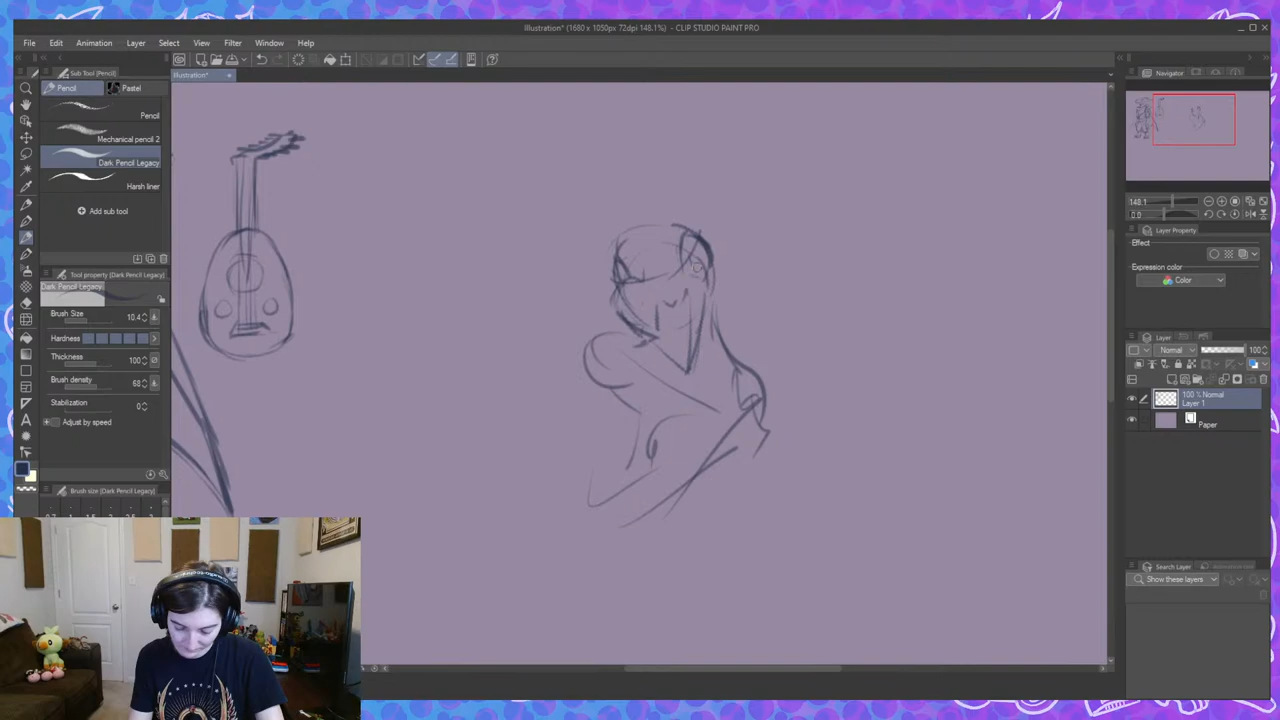 Illustration* (1680 x 1050px 72dpi 148.1%) - CLIP STUDIO PAINT PRO
File Edit Animation Layer Select View Filter Window Help
Sub Tool [Pencil]
Illustration*
Navigator
Pencil Pastel
Pencil
Mechanical pencil 2
Dark Pencil Legacy
Harsh liner
Add sub tool
148.1
0.0
Layer Property
Effect
Expression color
Color
Tool property [Dark Pencil Legacy]
Dark Pencil Legacy
Brush Size 10.4
Hardness
Thickness 100
Brush density 68
Stabilization 0
Adjust by speed
Layer
Normal 100
100 % Normal
Layer 1
Paper
Brush size [Dark Pencil Legacy]
Search Layer
Show these layers